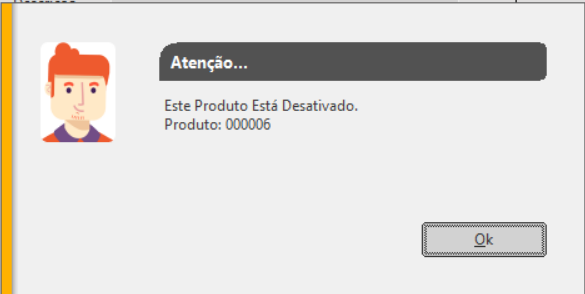 Atenção...
Este Produto Está Desativado.
Produto: 000006
Ok